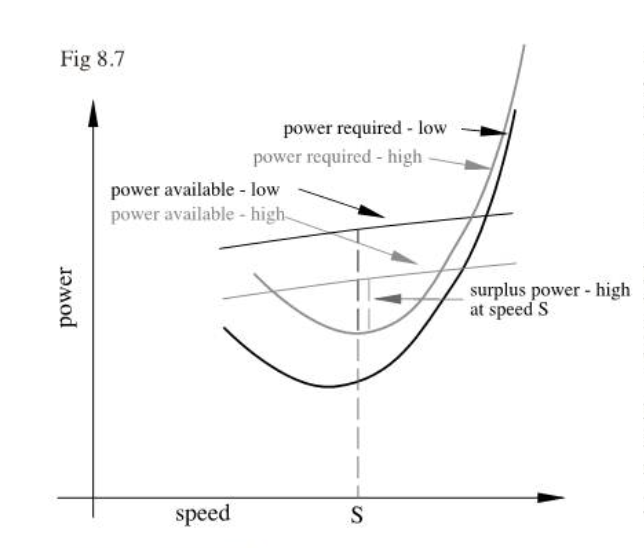 Fig 8.7
power required - low
power required - high
power available - low
power available - high
surplus power - high
at speed S
power
speed
S